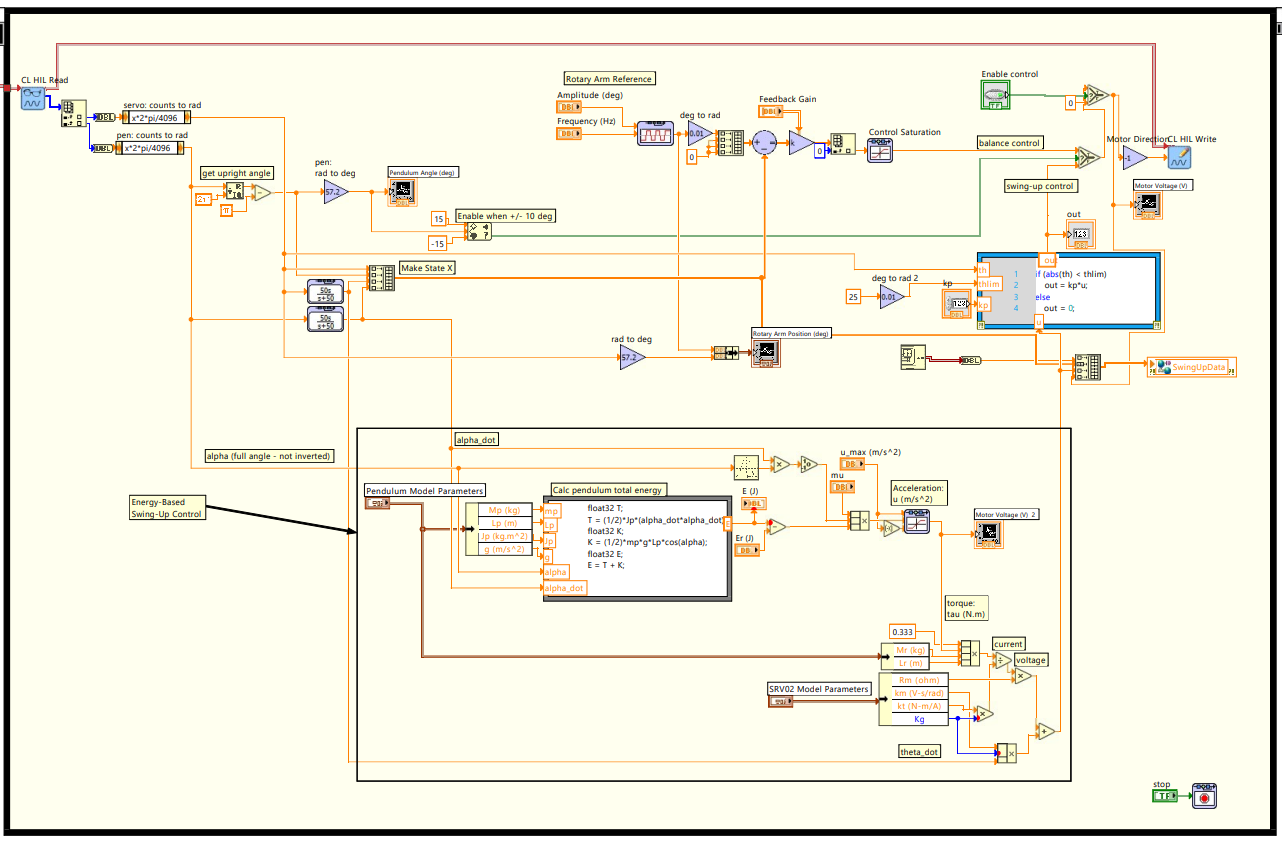 CL HIL Read
servo: counts to rad
x*2*pi/4096
pen: counts to rad
x*2*pi/4096
DBL
get upright angle
pen:
rad to deg
57.2
Pendulum Angle (deg)
15
-15
Enable when +/- 10 deg
Make State X
50s
s+50
50s
s+50
Rotary Arm Reference
Amplitude (deg)
Frequency (Hz)
deg to rad
0.01
0
Feedback Gain
k
0
Control Saturation
Enable control
TF
0
balance control
Motor Direction
-1
CL HIL Write
swing-up control
Motor Voltage (V)
out
deg to rad 2
25
0.01
kp
th
thlim
kp
out
1 if (abs(th) < thlim)
2 out = kp*u;
3 else
4 out = 0;
u
rad to deg
57.2
Rotary Arm Position (deg)
DBL
SwingUpData
alpha (full angle - not inverted)
Energy-Based
Swing-Up Control
alpha_dot
Pendulum Model Parameters
Mp (kg)
Lp (m)
Jp (kg.m^2)
g (m/s^2)
Calc pendulum total energy
mp
Lp
Jp
g
alpha
alpha_dot
float32 T;
T = (1/2)*Jp*(alpha_dot*alpha_dot
float32 K;
K = (1/2)*mp*g*Lp*cos(alpha);
float32 E;
E = T + K;
E (J)
Er (J)
u_max (m/s^2)
mu
Acceleration:
u (m/s^2)
Motor Voltage (V) 2
torque:
tau (N.m)
0.333
Mr (kg)
Lr (m)
current
voltage
SRV02 Model Parameters
Rm (ohm)
km (V-s/rad)
kt (N-m/A)
Kg
theta_dot
stop
TF